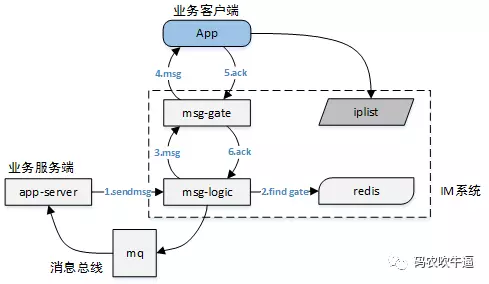 业务客户端
App
4.msg
5.ack
msg-gate
iplist
3.msg
6.ack
业务服务端
app-server
1.sendmsg
msg-logic
2.find gate
redis
IM系统
mq
消息总线
码农吹牛逼